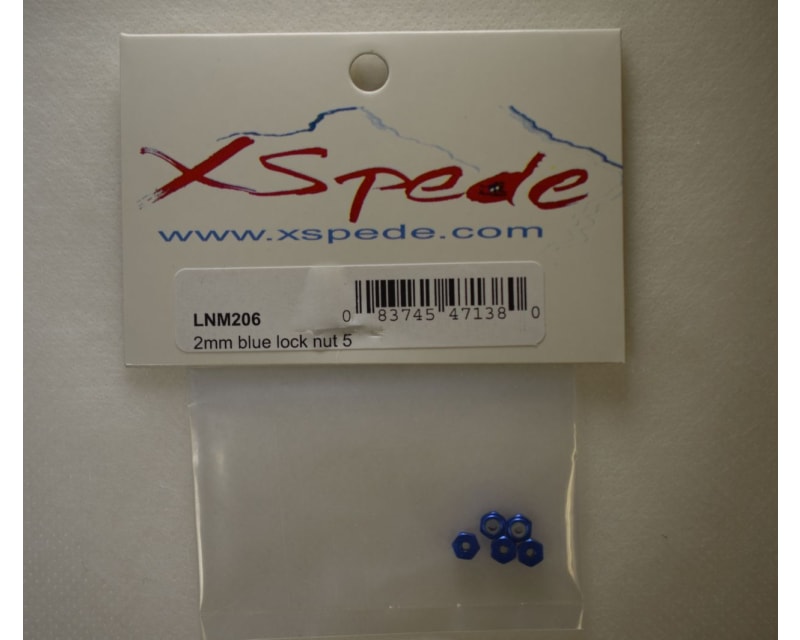 XSpede
www.xspede.com
LNM206
0 83745 47138 0
2mm blue lock nut 5